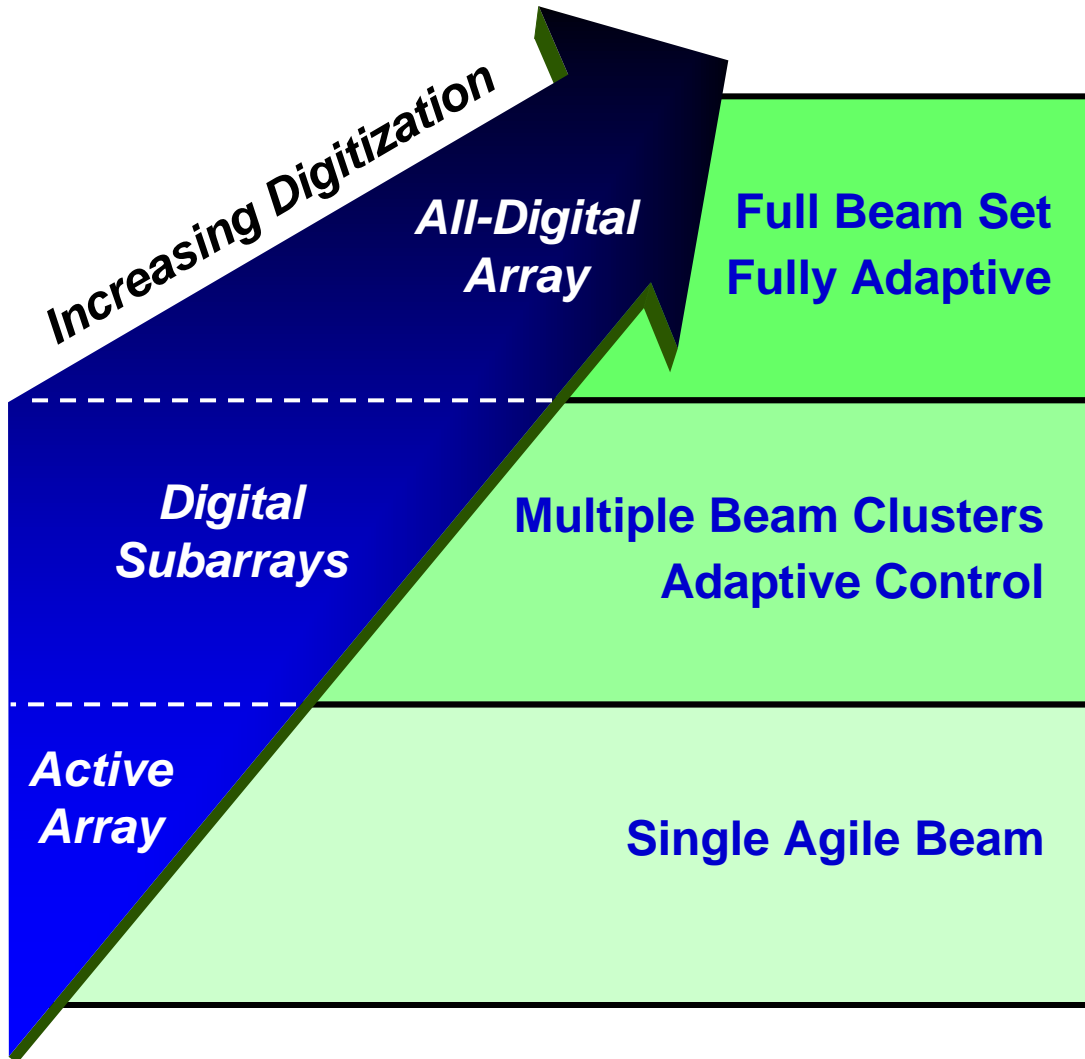 Increasing Digitization
All-Digital
Array
Full Beam Set
Fully Adaptive
Digital
Subarrays
Multiple Beam Clusters
Adaptive Control
Active
Array
Single Agile Beam